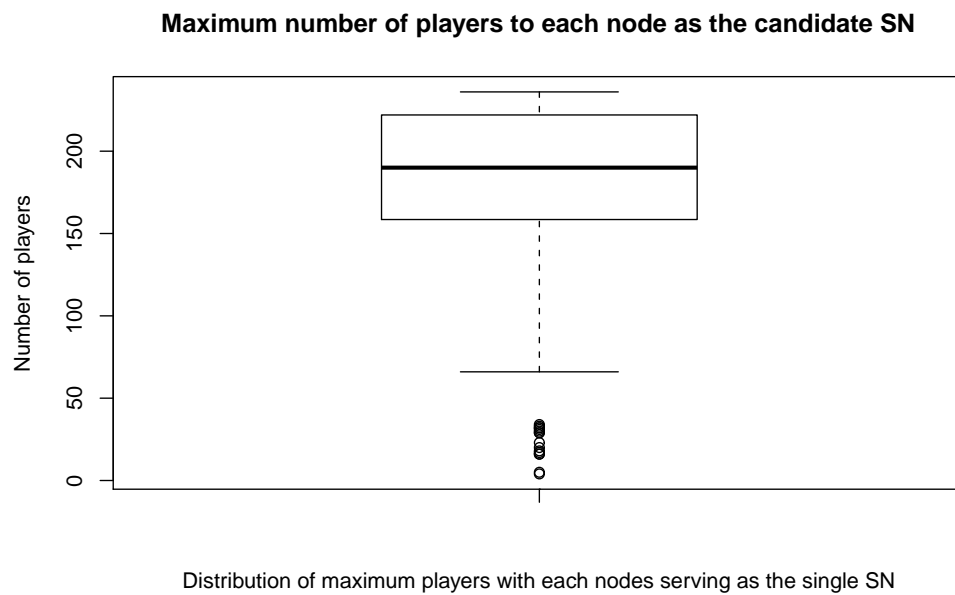 Maximum number of players to each node as the candidate SN
Number of players
200
150
100
50
0
Distribution of maximum players with each nodes serving as the single SN